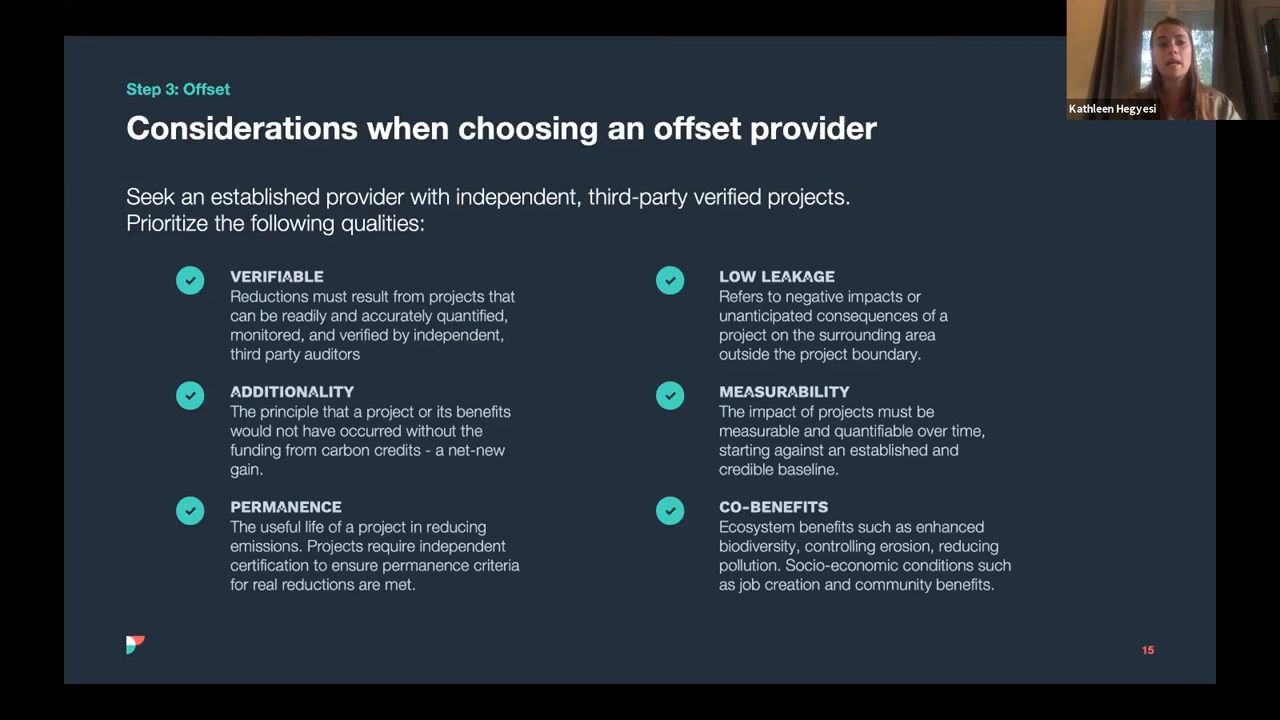 Step 3: Offset
Considerations when choosing an offset provider
Kathleen Hegyesi
Seek an established provider with independent, third-party verified projects.
Prioritize the following qualities:
VERIFIABLE
Reductions must result from projects that
can be readily and accurately quantified,
monitored, and verified by independent,
third party auditors
ADDITIONALITY
The principle that a project or its benefits
would not have occurred without the
funding from carbon credits - a net-new
gain.
PERMANENCE
The useful life of a project in reducing
emissions. Projects require independent
certification to ensure permanence criteria
for real reductions are met.
LOW LEAKAGE
Refers to negative impacts or
unanticipated consequences of a
project on the surrounding area
outside the project boundary.
MEASURABILITY
The impact of projects must be
measurable and quantifiable over time,
starting against an established and
credible baseline.
CO-BENEFITS
Ecosystem benefits such as enhanced
biodiversity, controlling erosion, reducing
pollution. Socio-economic conditions such
as job creation and community benefits.
15